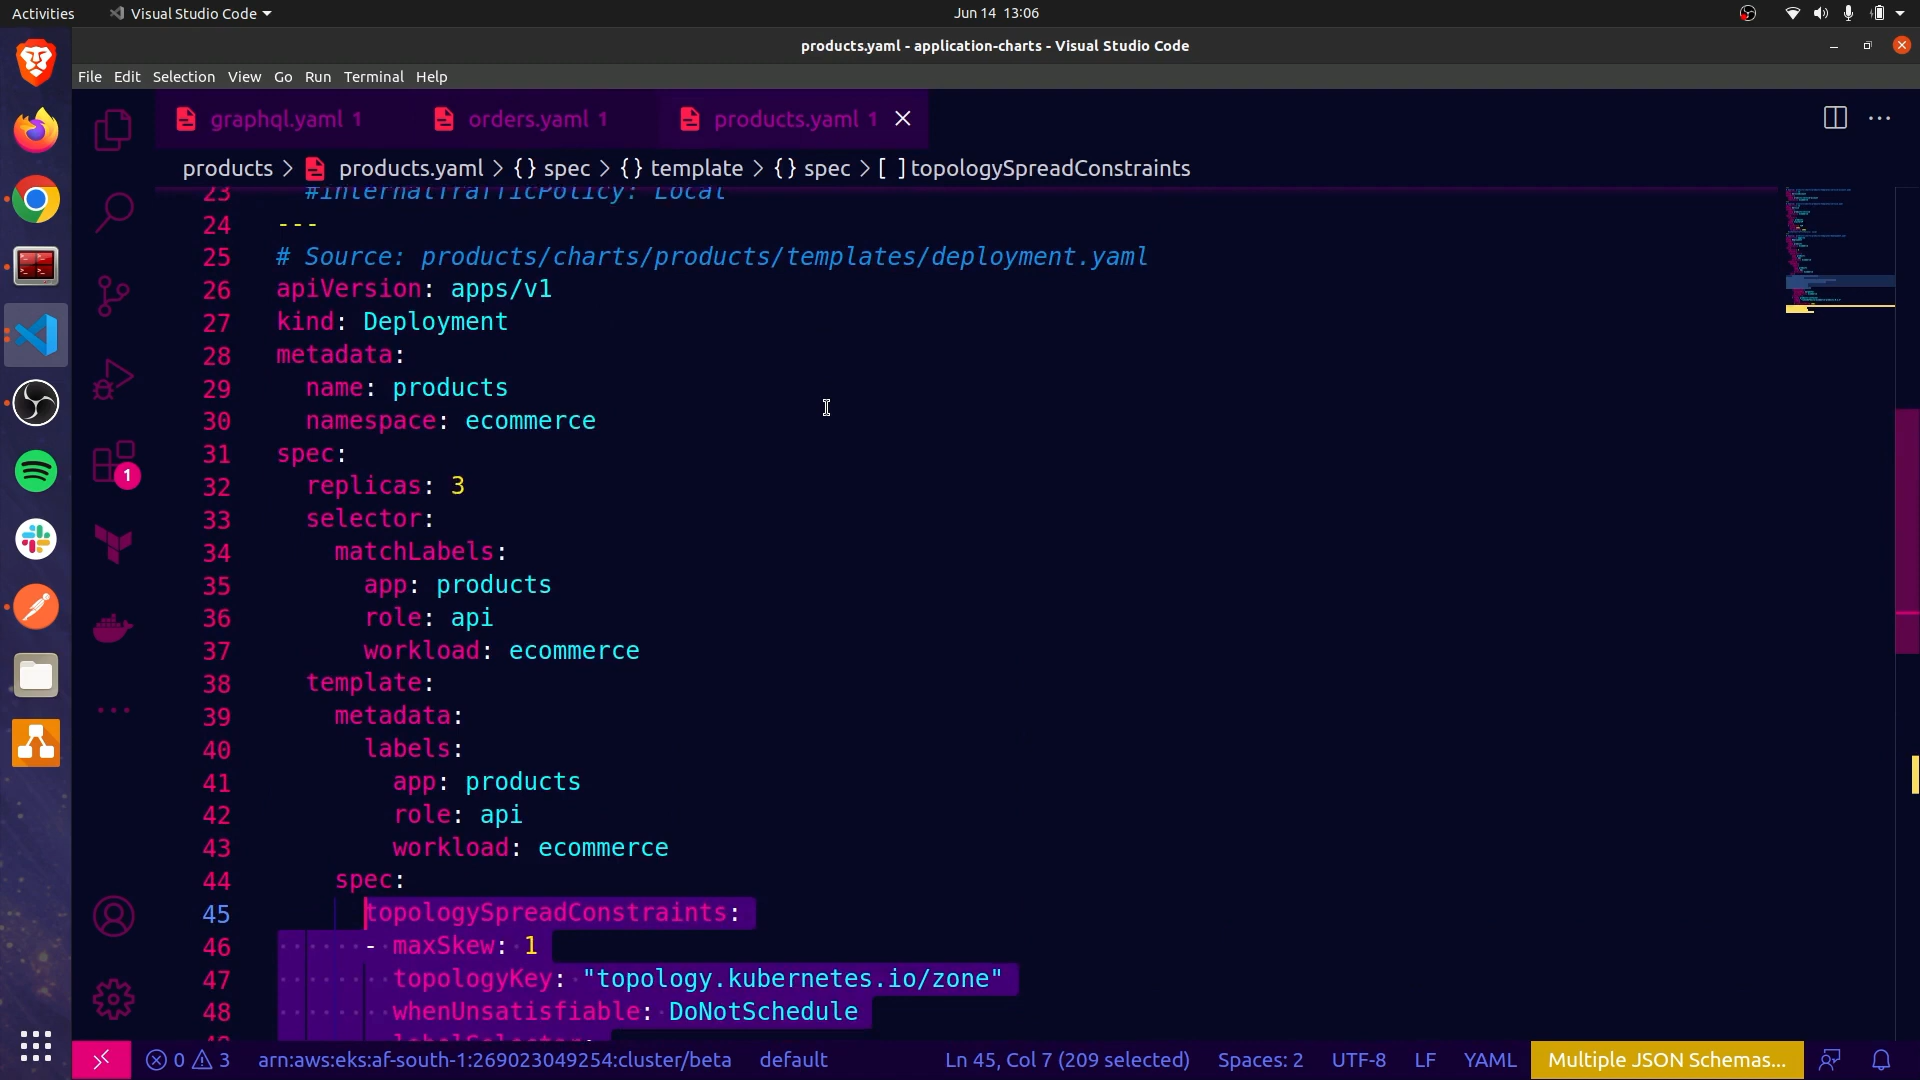 Activities
Visual Studio Code
Jun 14 13:06
products.yaml - application-charts - Visual Studio Code
File Edit Selection View Go Run Terminal Help
graphql.yaml 1
orders.yaml 1
products.yaml 1
products > products.yaml > {} spec > {} template > {} spec > [ ] topologySpreadConstraints
23 #internalTrafficPolicy: Local
24 ---
25 # Source: products/charts/products/templates/deployment.yaml
26 apiVersion: apps/v1
27 kind: Deployment
28 metadata:
29 name: products
30 namespace: ecommerce
31 spec:
32 replicas: 3
33 selector:
34 matchLabels:
35 app: products
36 role: api
37 workload: ecommerce
38 template:
39 metadata:
40 labels:
41 app: products
42 role: api
43 workload: ecommerce
44 spec:
45 topologySpreadConstraints:
46 - maxSkew: 1
47 topologyKey: "topology.kubernetes.io/zone"
48 whenUnsatisfiable: DoNotSchedule
49 labelSelector:
1
0 3 arn:aws:eks:af-south-1:269023049254:cluster/beta default Ln 45, Col 7 (209 selected) Spaces: 2 UTF-8 LF YAML Multiple JSON Schemas...